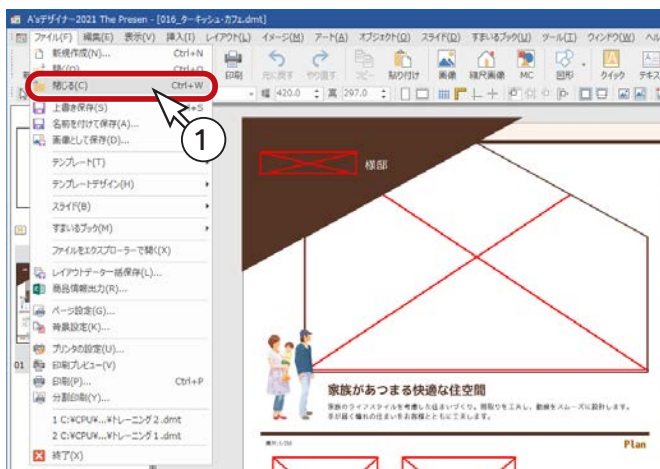 A'sデザイナー2021 The Presen - [016_ターキッシュ・カフェ.dmt]
ファイル(F) 編集(E) 表示(V) 挿入(I) レイアウト(L) イメージ(M) アート(A) オブジェクト(O) スライド(D) すまいるブック(U) ツール(T) ウィンドウ(W) ヘル
新規作成(N)... Ctrl+N
開く(O)... Ctrl+O
閉じる(C) Ctrl+W
上書き保存(S) Ctrl+S
名前を付けて保存(A)...
画像として保存(D)...
テンプレート(T)
テンプレートデザイン(H)
スライド(B)
すまいるブック(M)
ファイルをエクスプローラーで開く(X)
レイアウトデータ一括保存(L)...
商品情報出力(R)...
ページ設定(G)...
背景設定(K)...
プリンタの設定(U)...
印刷プレビュー(V)
印刷(P)... Ctrl+P
分割印刷(Y)...
1 C:¥CPU¥...¥トレーニング2.dmt
2 C:¥CPU¥...¥トレーニング1.dmt
終了(X)
1
印刷 元に戻す やり直す コピー 貼り付け 画像 縮尺画像 MC 図形 クイック テキス
幅 420.0 高 297.0
01
様邸
家族があつまる快適な住空間
家族のライフスタイルを考慮した住まいづくり。間取りを工夫し、動線をスムーズに設計します。
手が届く憧れの住まいをお客様とともに工夫します。
Plan